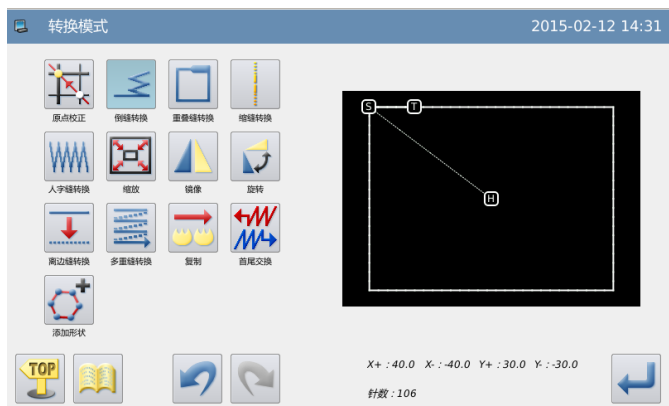 转换模式
2015-02-12 14:31
原点校正
倒缝转换
重叠缝转换
缩缝转换
人字缝转换
缩放
镜像
旋转
离边缝转换
多重缝转换
复制
首尾交换
添加形状
S
T
H
TOP
X+ : 40.0 X- : -40.0 Y+ : 30.0 Y- : -30.0
针数 : 106